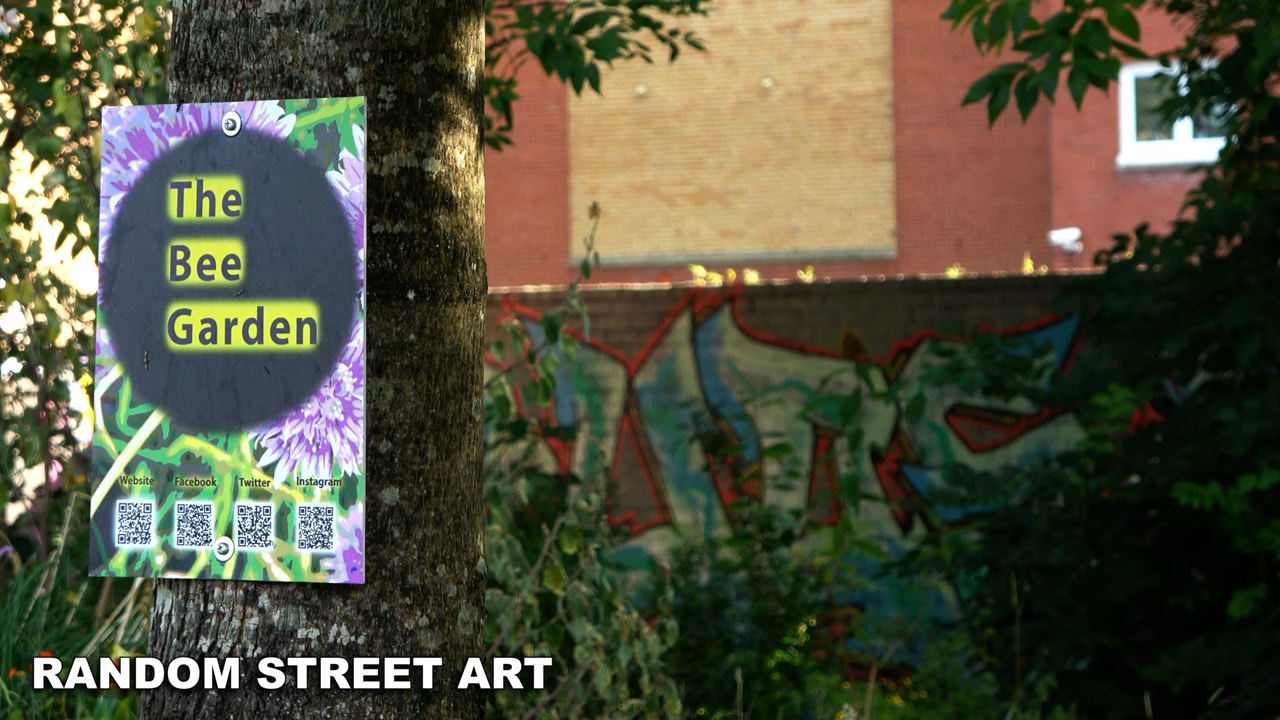 The
Bee
Garden
Website Facebook Twitter Instagram
RANDOM STREET ART